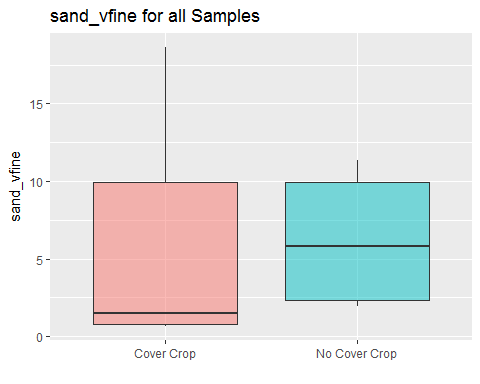 sand_vfine for all Samples
sand_vfine
15
10
5
0
Cover Crop
No Cover Crop